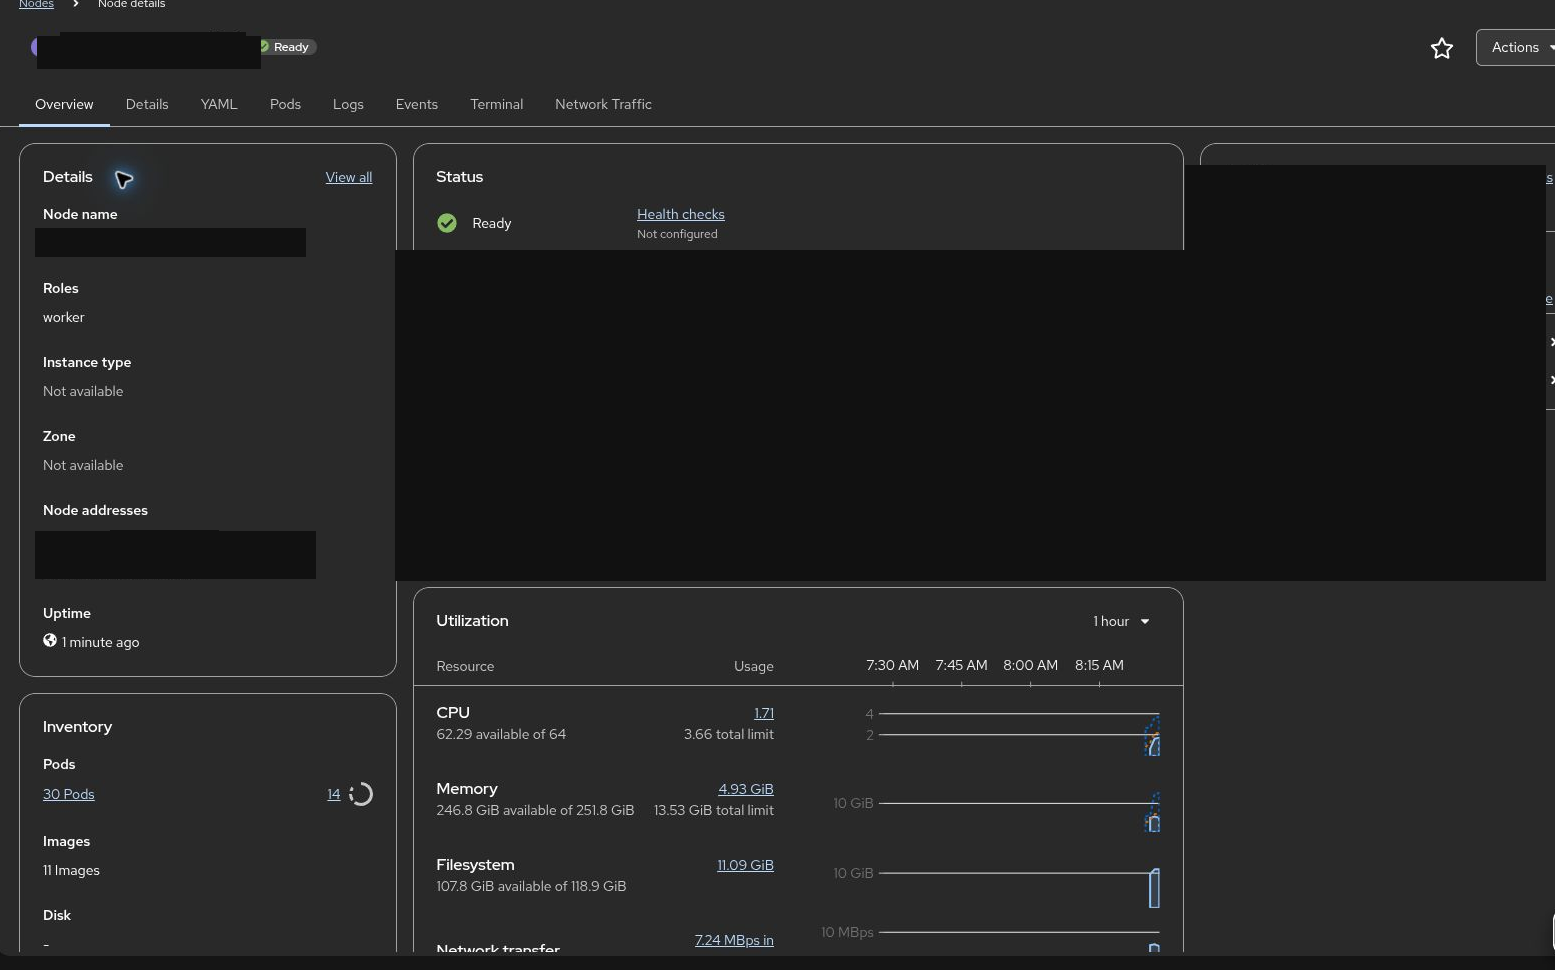 Nodes > Node details
Ready
Actions
Overview Details YAML Pods Logs Events Terminal Network Traffic
Details
View all
Node name
Roles
worker
Instance type
Not available
Zone
Not available
Node addresses
Uptime
1 minute ago
Inventory
Pods
30 Pods 14
Images
11 Images
Disk
-
Status
Ready
Health checks
Not configured
s
e
Utilization
1 hour
Resource Usage 7:30 AM 7:45 AM 8:00 AM 8:15 AM
CPU 1.71
62.29 available of 64 3.66 total limit
4
2
Memory 4.93 GiB
246.8 GiB available of 251.8 GiB 13.53 GiB total limit
10 GiB
Filesystem 11.09 GiB
107.8 GiB available of 118.9 GiB
10 GiB
Network transfer 7.24 MBps in
10 MBps